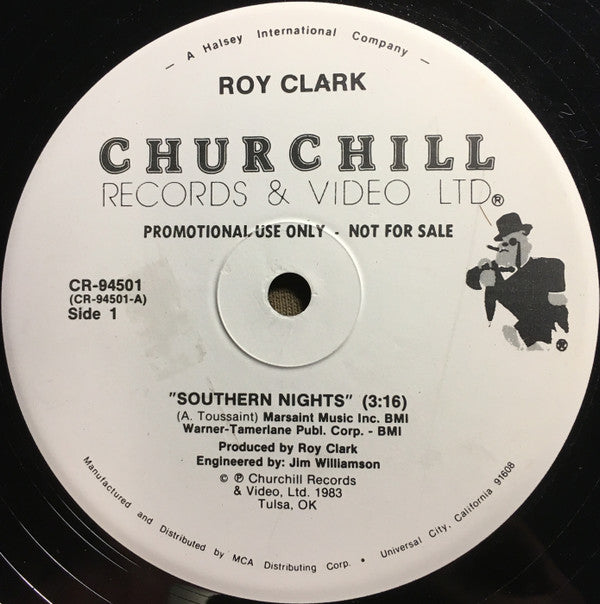 — A Halsey International Company —
ROY CLARK
CHURCHILL
RECORDS & VIDEO LTD.®
PROMOTIONAL USE ONLY - NOT FOR SALE
CR-94501
(CR-94501-A)
Side 1
®
"SOUTHERN NIGHTS" (3:16)
(A. Toussaint) Marsaint Music Inc. BMI
Warner-Tamerlane Publ. Corp. - BMI
Produced by Roy Clark
Engineered by: Jim Williamson
© ℗ Churchill Records
& Video, Ltd. 1983
Tulsa, OK
Manufactured and Distributed by MCA Distributing Corp. • Universal City, California 91608